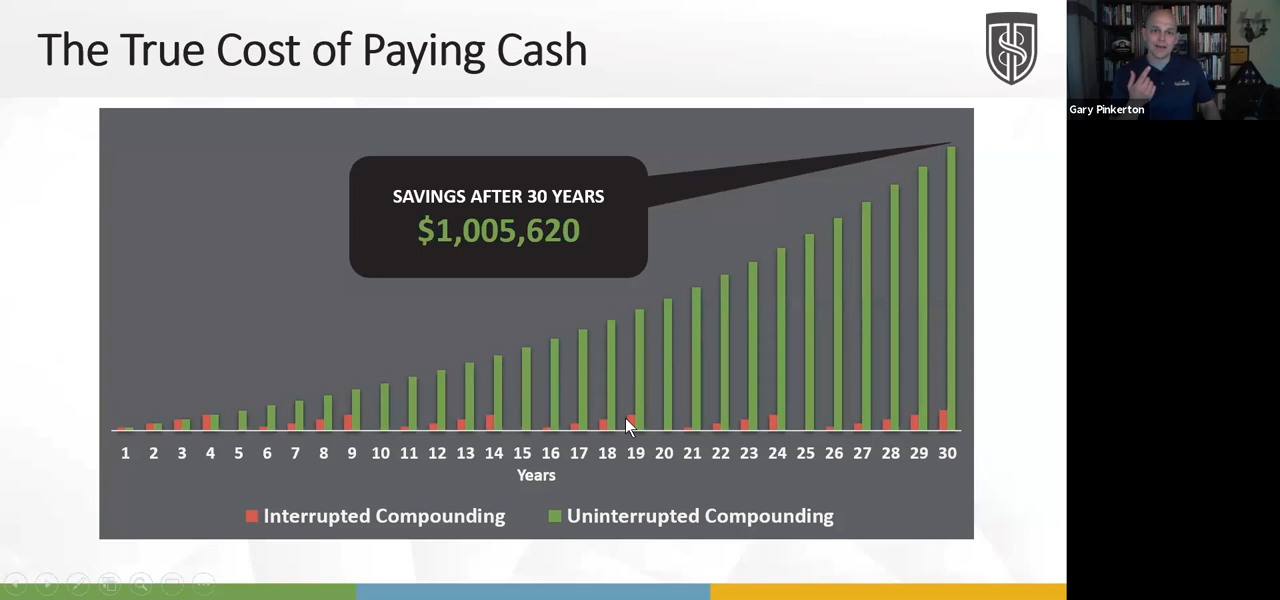 The True Cost of Paying Cash
Gary Pinkerton
SAVINGS AFTER 30 YEARS
$1,005,620
1 2 3 4 5 6 7 8 9 10 11 12 13 14 15 16 17 18 19 20 21 22 23 24 25 26 27 28 29 30
Years
Interrupted Compounding Uninterrupted Compounding